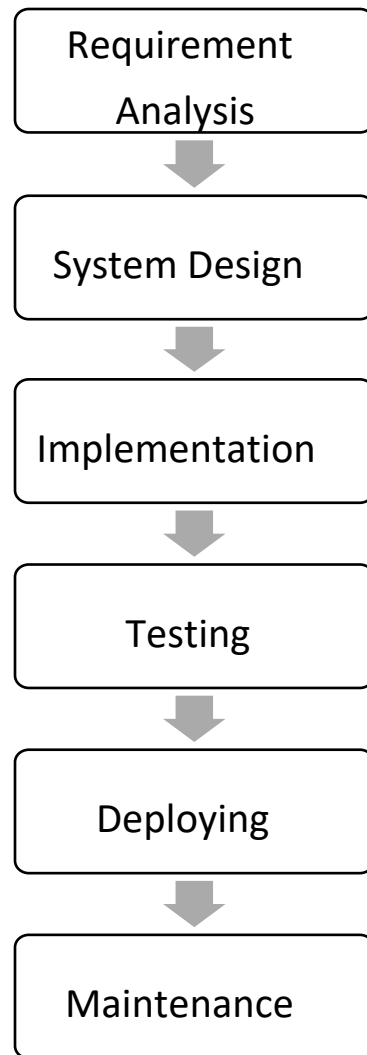 Requirement
Analysis
System Design
Implementation
Testing
Deploying
Maintenance